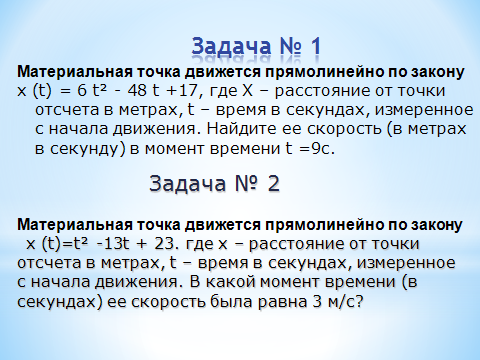 Задача № 1
Материальная точка движется прямолинейно по закону
x (t) = 6 t² - 48 t +17, где X – расстояние от точки
отсчета в метрах, t – время в секундах, измеренное
с начала движения. Найдите ее скорость (в метрах
в секунду) в момент времени t =9с.
Задача № 2
Материальная точка движется прямолинейно по закону
x (t)=t² -13t + 23. где x – расстояние от точки
отсчета в метрах, t – время в секундах, измеренное
с начала движения. В какой момент времени (в
секундах) ее скорость была равна 3 м/с?